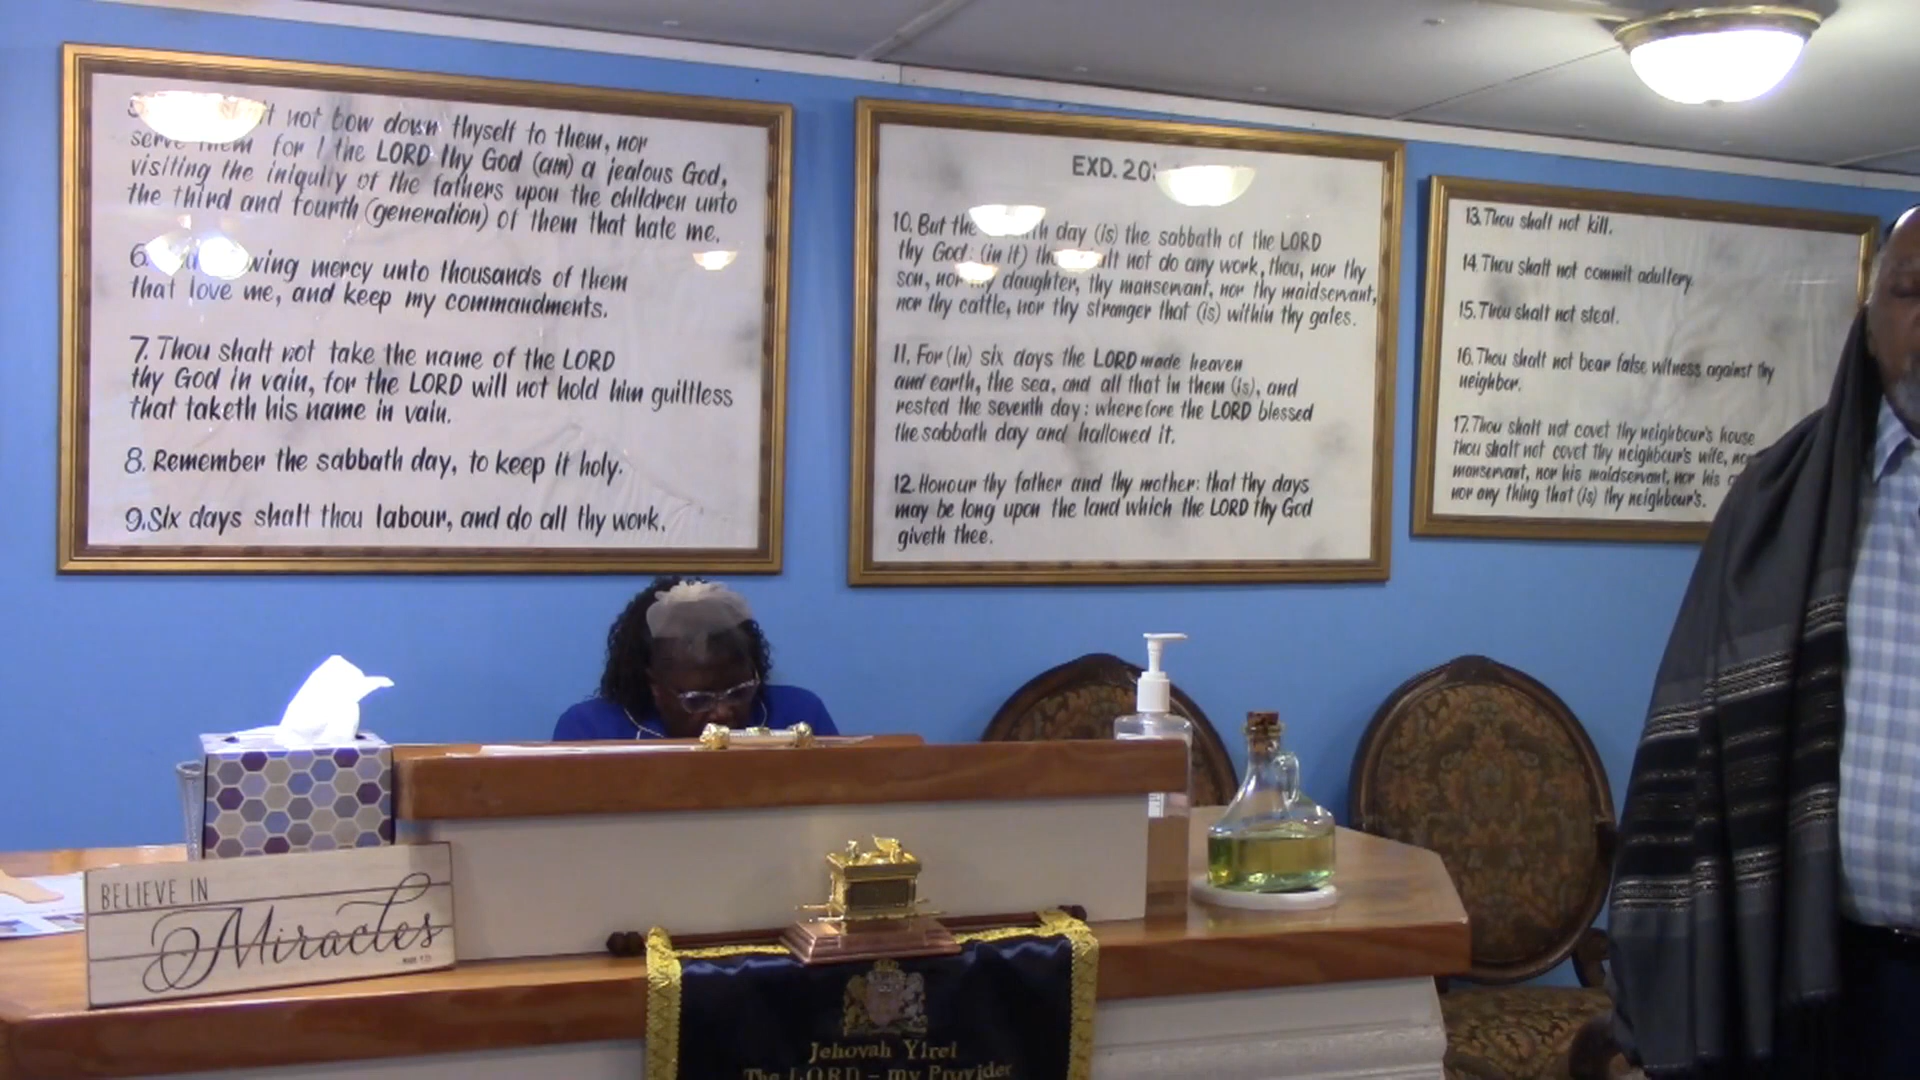 not bow down thyself to them, nor
serve them for I the LORD thy God (am) a jealous God,
visiting the iniquity of the fathers upon the children unto
the third and fourth (generation) of them that hate me.
6. wing mercy unto thousands of them
that love me, and keep my commandments.
7. Thou shalt not take the name of the LORD
thy God in vain, for the LORD will not hold him guiltless
that taketh his name in vain.
8. Remember the sabbath day, to keep it holy.
9. Six days shalt thou labour, and do all thy work.
EXD. 20:
10. But the day (is) the sabbath of the LORD
thy God: (in it) not do any work, thou, nor thy
son, nor thy daughter, thy manservant, nor thy maidservant,
nor thy cattle, nor thy stranger that (is) within thy gates.
11. For (in) six days the LORD made heaven
and earth, the sea, and all that in them (is), and
rested the seventh day: wherefore the LORD blessed
the sabbath day and hallowed it.
12. Honour thy father and thy mother: that thy days
may be long upon the land which the LORD thy God
giveth thee.
13. Thou shalt not kill.
14. Thou shalt not commit adultery.
15. Thou shalt not steal.
16. Thou shalt not bear false witness against thy
neighbor.
17. Thou shalt not covet thy neighbour's house
thou shalt not covet thy neighbour's wife,
manservant, nor his maidservant, nor his
nor any thing that (is) thy neighbour's.
BELIEVE IN
Miracles
Jehovah Yirei
The LORD - my Provider